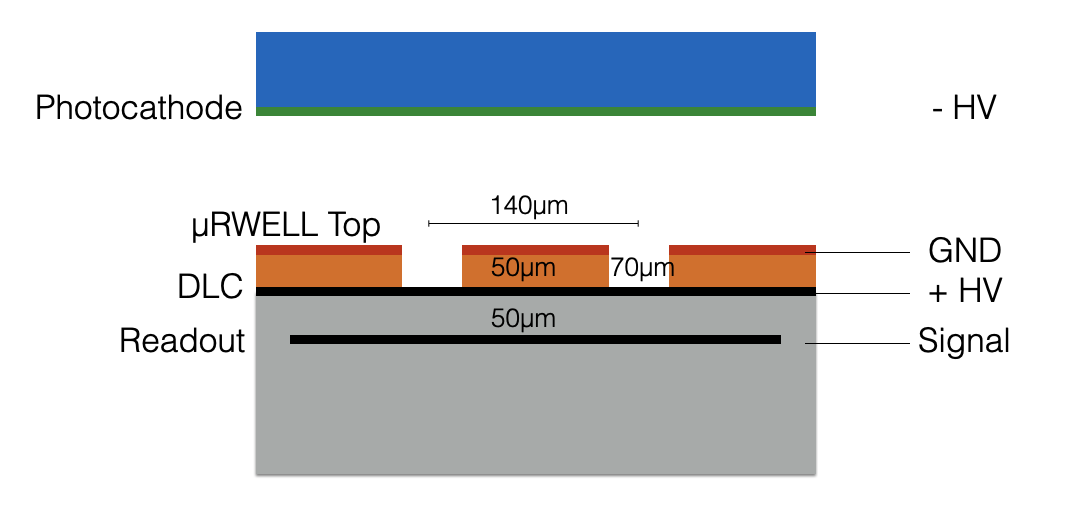 Photocathode
- HV
140µm
µRWELL Top
GND
50µm
70µm
DLC
+ HV
50µm
Readout
Signal